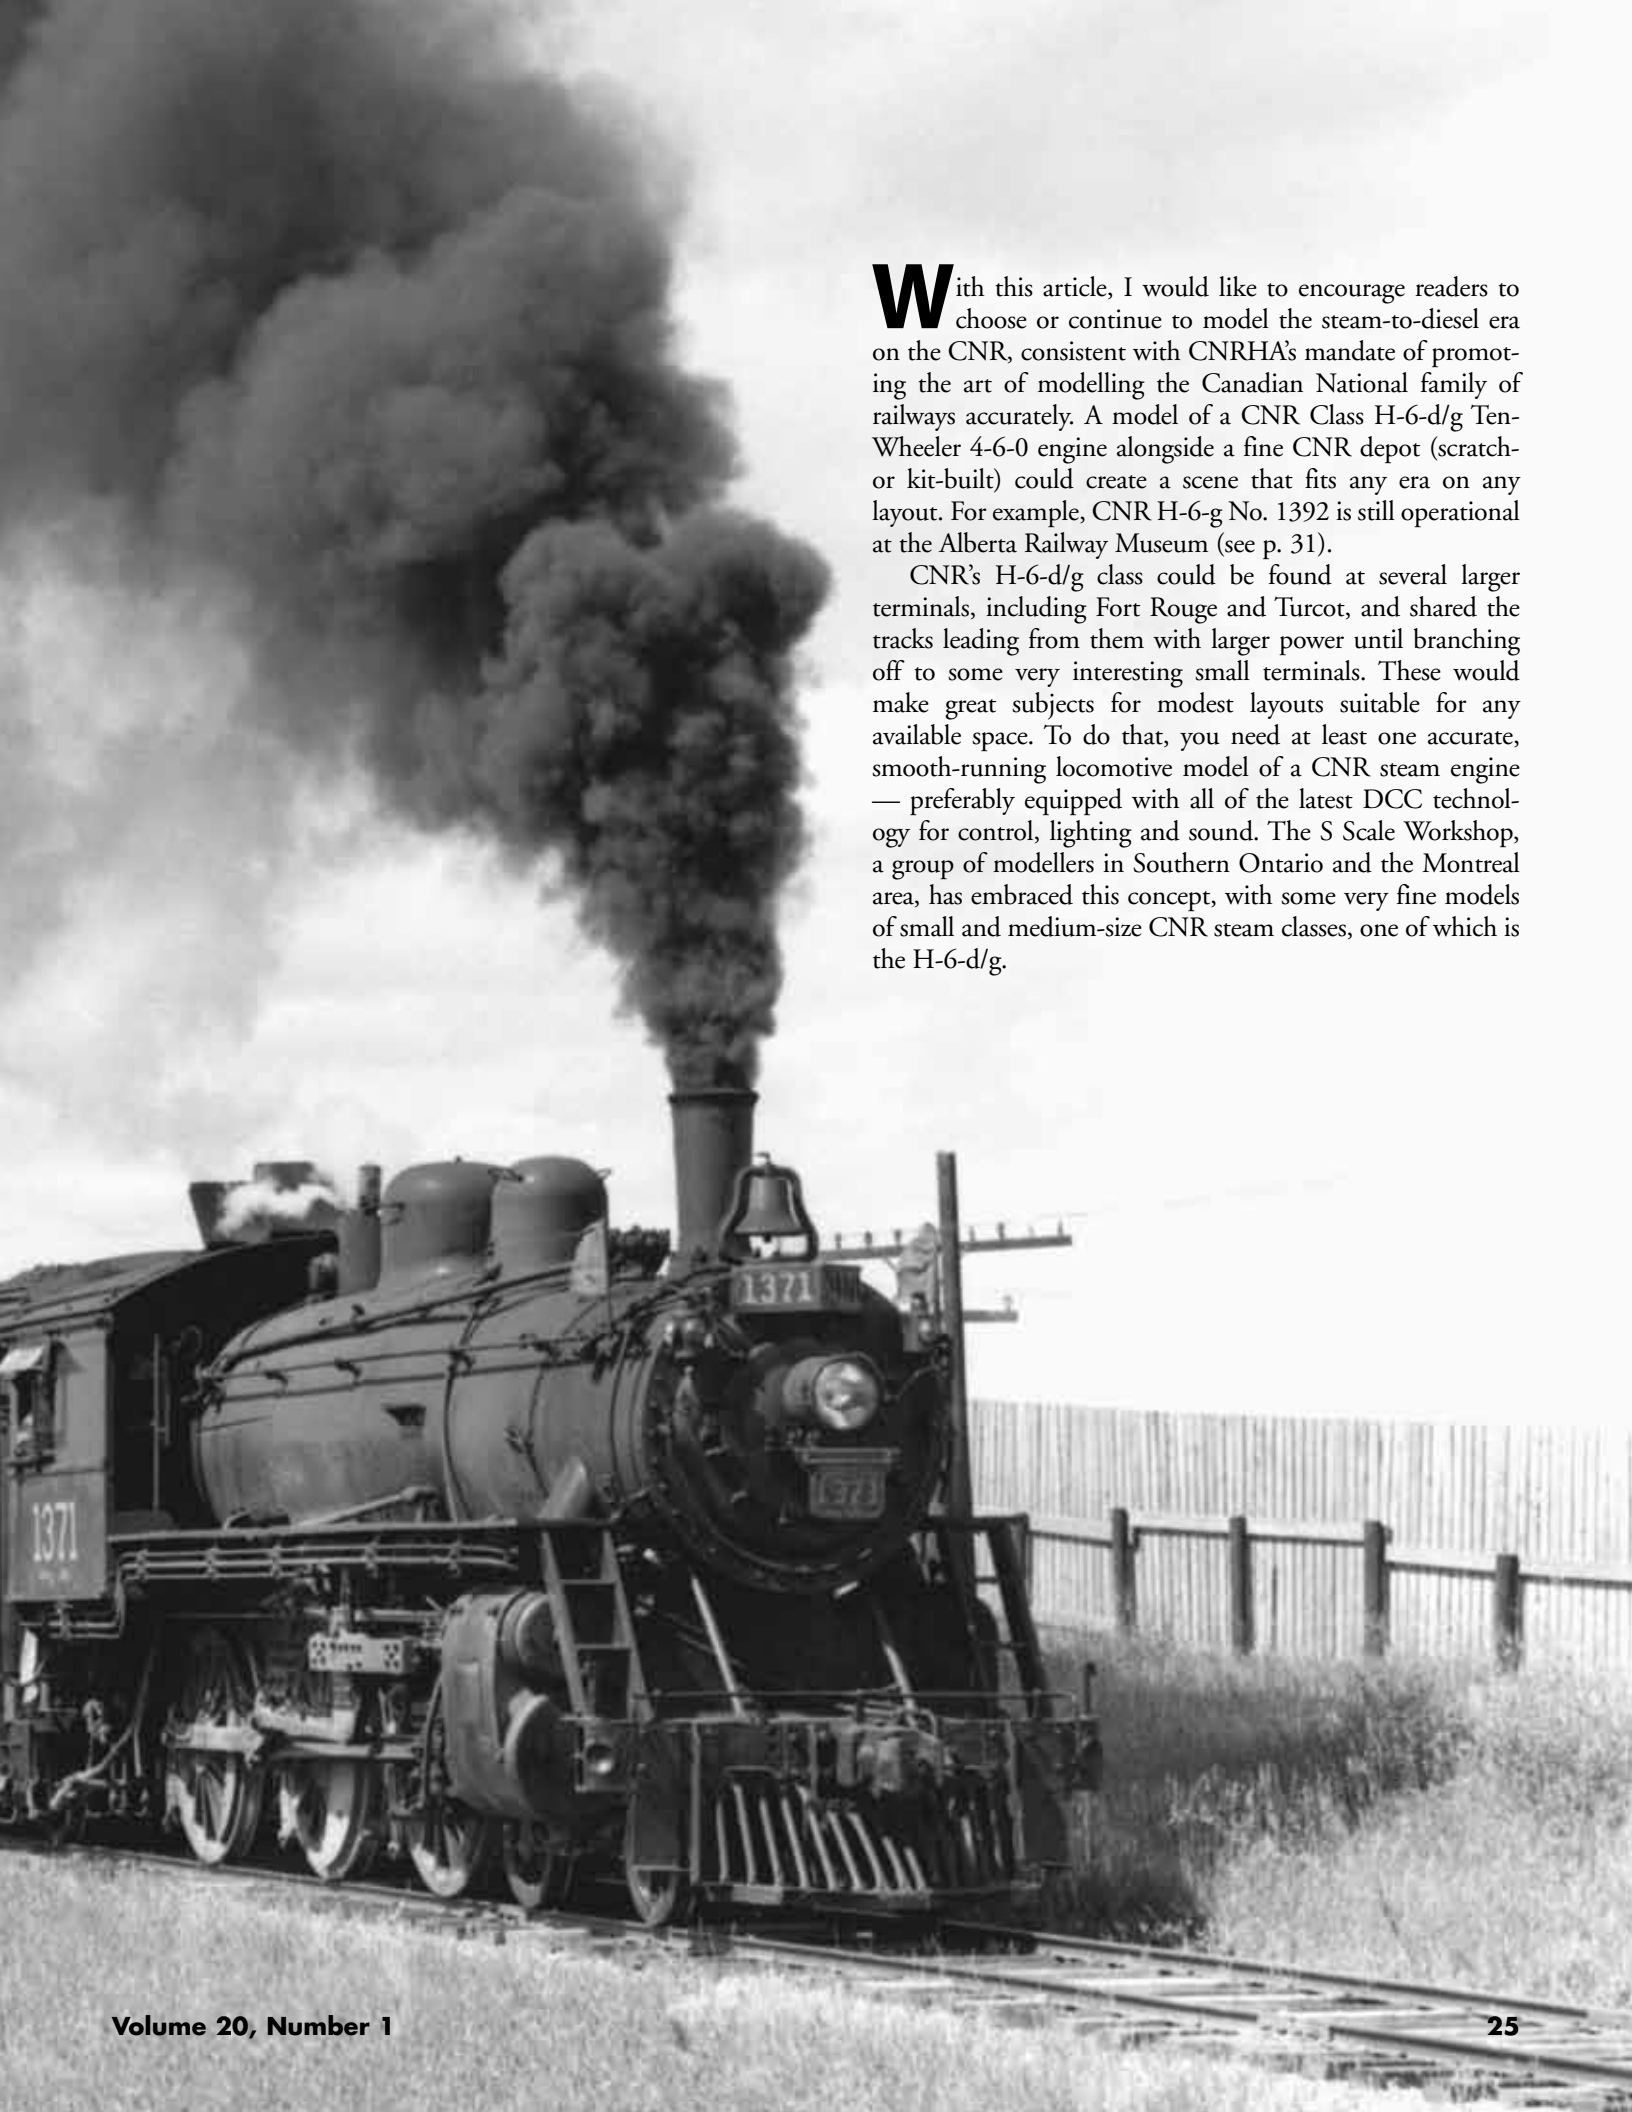 With this article, I would like to encourage readers to
choose or continue to model the steam-to-diesel era
on the CNR, consistent with CNRHA’s mandate of promot-
ing the art of modelling the Canadian National family of
railways accurately. A model of a CNR Class H-6-d/g Ten-
Wheeler 4-6-0 engine alongside a fine CNR depot (scratch-
or kit-built) could create a scene that fits any era on any
layout. For example, CNR H-6-g No. 1392 is still operational
at the Alberta Railway Museum (see p. 31).
CNR’s H-6-d/g class could be found at several larger
terminals, including Fort Rouge and Turcot, and shared the
tracks leading from them with larger power until branching
off to some very interesting small terminals. These would
make great subjects for modest layouts suitable for any
available space. To do that, you need at least one accurate,
smooth-running locomotive model of a CNR steam engine
— preferably equipped with all of the latest DCC technol-
ogy for control, lighting and sound. The S Scale Workshop,
a group of modellers in Southern Ontario and the Montreal
area, has embraced this concept, with some very fine models
of small and medium-size CNR steam classes, one of which is
the H-6-d/g.
1371
1371
1371
Volume 20, Number 1
25